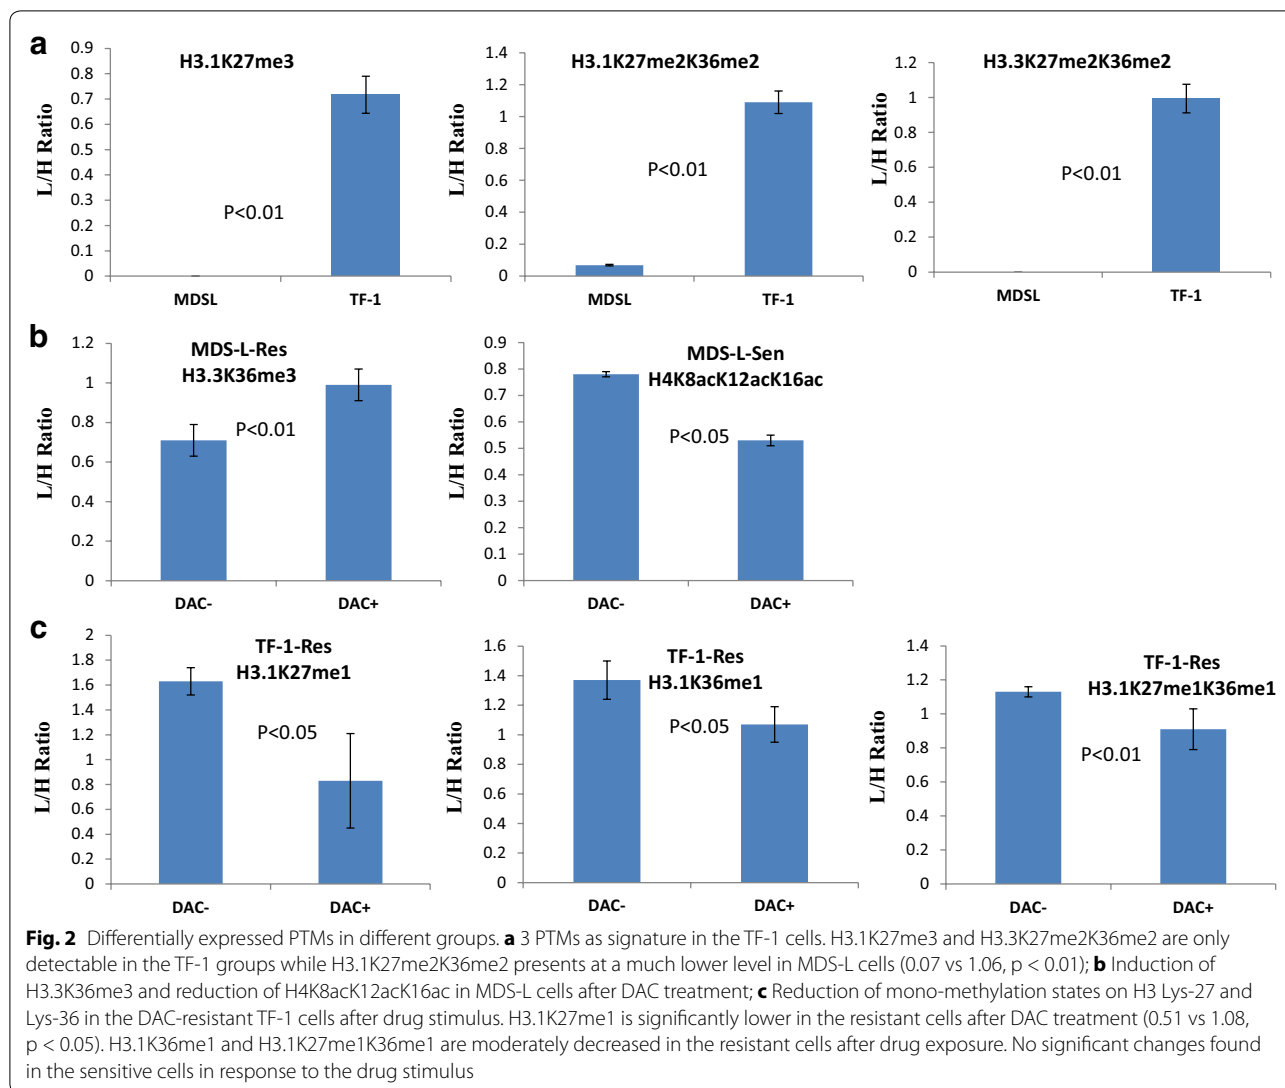 a
H3.1K27me3
L/H Ratio
0.9
0.8
0.7
0.6
0.5
0.4
0.3
0.2
0.1
0
P<0.01
MDSL TF-1
H3.1K27me2K36me2
L/H Ratio
1.4
1.2
1
0.8
0.6
0.4
0.2
0
P<0.01
MDSL TF-1
H3.3K27me2K36me2
L/H Ratio
1.2
1
0.8
0.6
0.4
0.2
0
P<0.01
MDSL TF-1
b
MDS-L-Res
H3.3K36me3
L/H Ratio
1.2
1
0.8
0.6
0.4
0.2
0
P<0.01
DAC- DAC+
MDS-L-Sen
H4K8acK12acK16ac
L/H Ratio
0.9
0.8
0.7
0.6
0.5
0.4
0.3
0.2
0.1
0
P<0.05
DAC- DAC+
c
TF-1-Res
H3.1K27me1
L/H Ratio
2
1.8
1.6
1.4
1.2
1
0.8
0.6
0.4
0.2
0
P<0.05
DAC- DAC+
TF-1-Res
H3.1K36me1
L/H Ratio
1.6
1.4
1.2
1
0.8
0.6
0.4
0.2
0
P<0.05
DAC- DAC+
TF-1-Res
H3.1K27me1K36me1
L/H Ratio
1.4
1.2
1
0.8
0.6
0.4
0.2
0
P<0.01
DAC- DAC+
Fig. 2 Differentially expressed PTMs in different groups. a 3 PTMs as signature in the TF-1 cells. H3.1K27me3 and H3.3K27me2K36me2 are only
detectable in the TF-1 groups while H3.1K27me2K36me2 presents at a much lower level in MDS-L cells (0.07 vs 1.06, p < 0.01); b Induction of
H3.3K36me3 and reduction of H4K8acK12acK16ac in MDS-L cells after DAC treatment; c Reduction of mono-methylation states on H3 Lys-27 and
Lys-36 in the DAC-resistant TF-1 cells after drug stimulus. H3.1K27me1 is significantly lower in the resistant cells after DAC treatment (0.51 vs 1.08,
p < 0.05). H3.1K36me1 and H3.1K27me1K36me1 are moderately decreased in the resistant cells after drug exposure. No significant changes found
in the sensitive cells in response to the drug stimulus